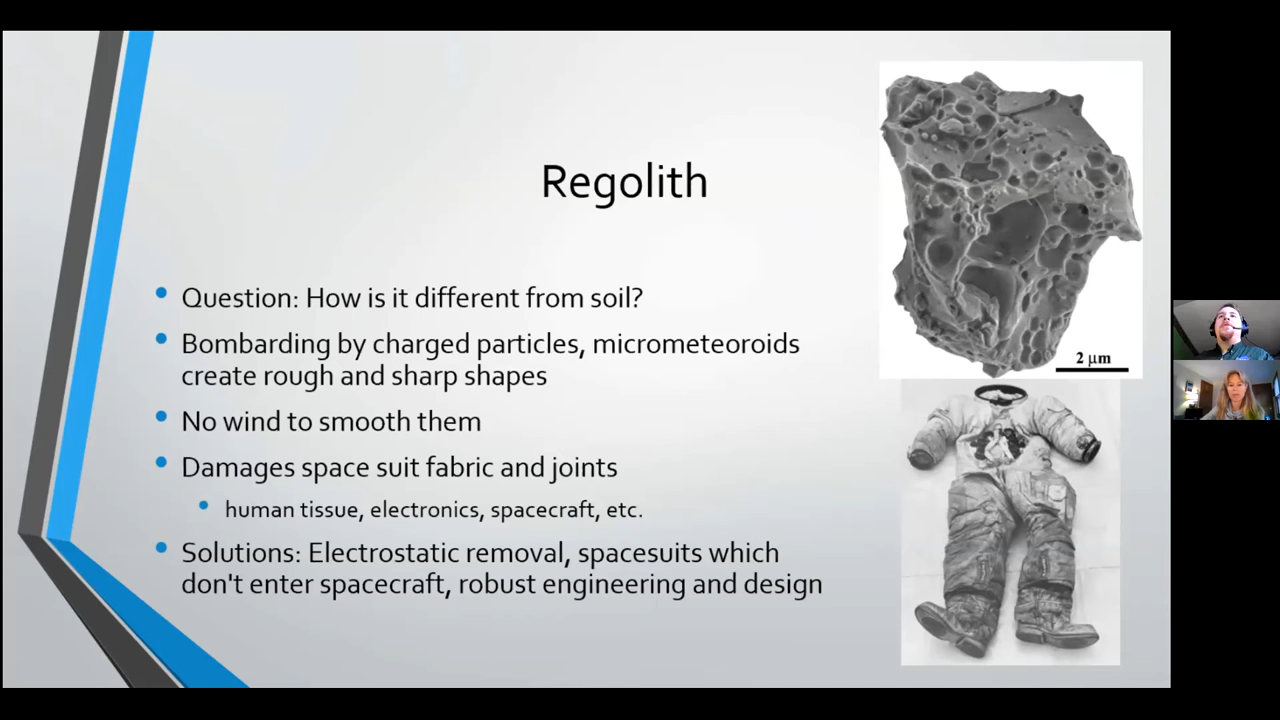 Regolith
Question: How is it different from soil?
Bombarding by charged particles, micrometeoroids
create rough and sharp shapes
No wind to smooth them
Damages space suit fabric and joints
human tissue, electronics, spacecraft, etc.
Solutions: Electrostatic removal, spacesuits which
don't enter spacecraft, robust engineering and design
2 μm